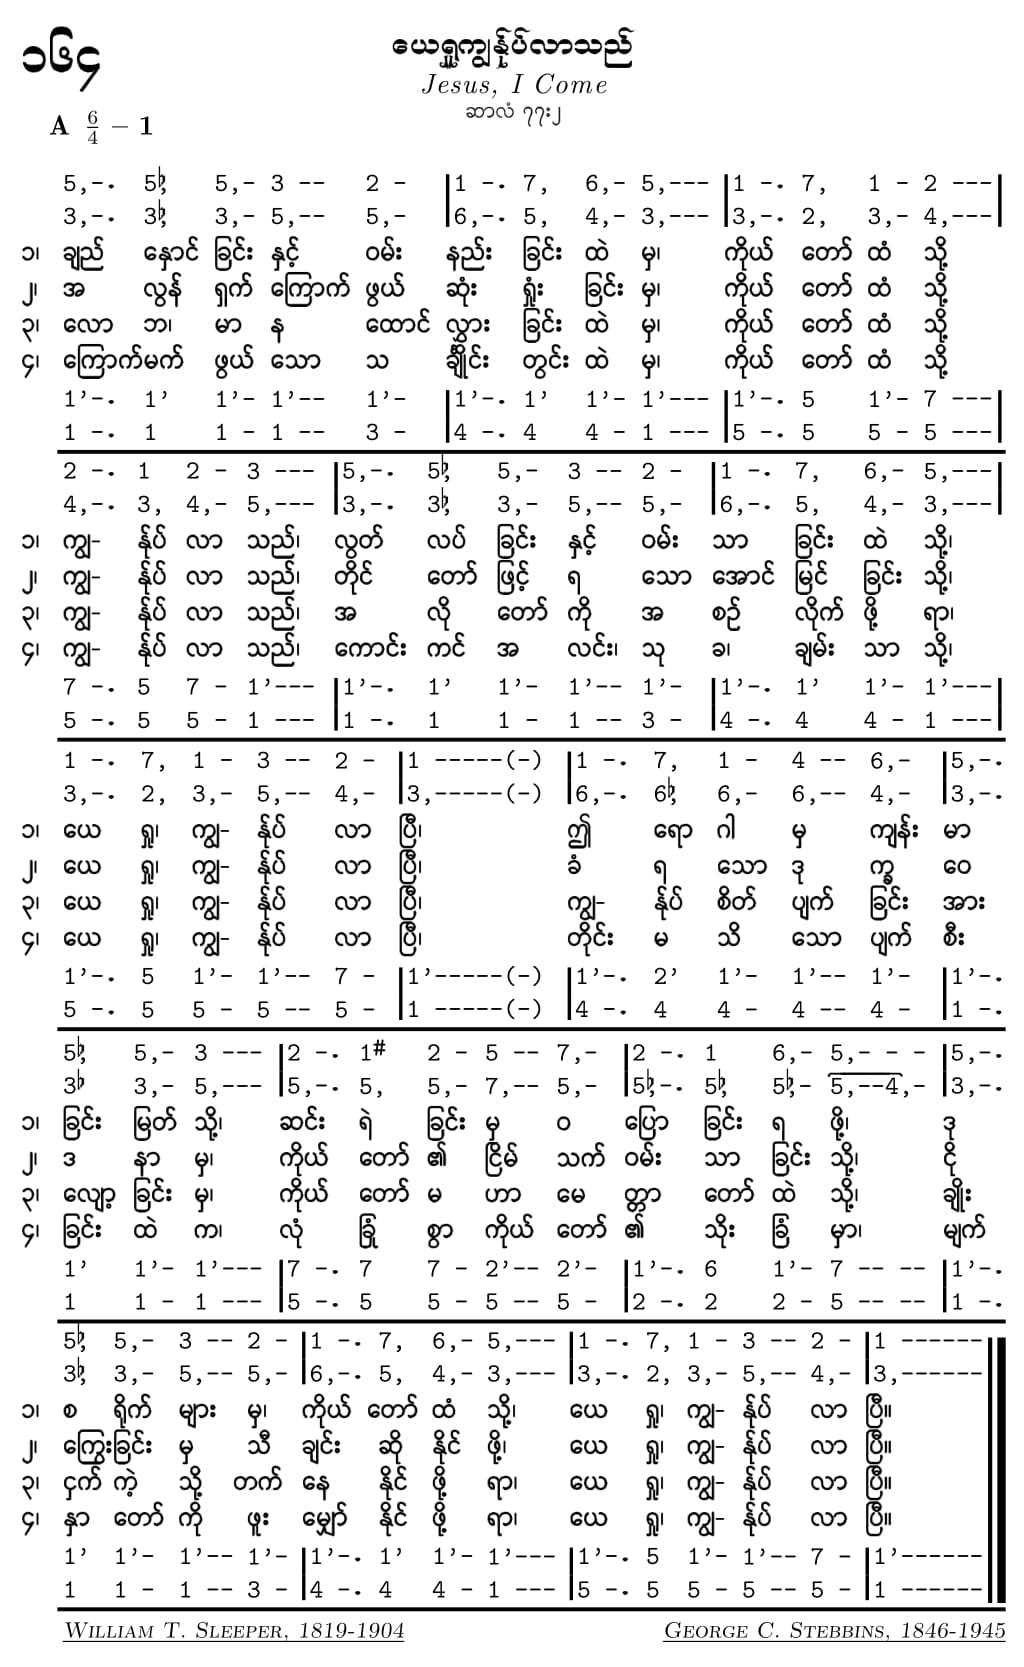 ၁၆၄
ယေရှုကျွန်ုပ်လာသည်
Jesus, I Come
ဆာလံ ၇၇း၂
A 6/4 – 1
5,-. 5♭, 5,- 3 -- 2 - |1 -. 7, 6,- 5,--- |1 -. 7, 1 - 2 ---|
3,-. 3♭, 3,- 5,-- 5,- |6,-. 5, 4,- 3,--- |3,-. 2, 3,- 4,---|
၁၊ ချည် နှောင် ခြင်း နှင့် ဝမ်း နည်း ခြင်း ထဲ မှ၊ ကိုယ် တော် ထံ သို့
၂၊ အ လွန် ရှက် ကြောက် ဖွယ် ဆုံး ရှုံး ခြင်း မှ၊ ကိုယ် တော် ထံ သို့
၃၊ လော ဘ၊ မာ န ထောင် လွှား ခြင်း ထဲ မှ၊ ကိုယ် တော် ထံ သို့
၄၊ ကြောက်မက် ဖွယ် သော သ င်္ချိုင်း တွင်း ထဲ မှ၊ ကိုယ် တော် ထံ သို့
1’-. 1’ 1’- 1’-- 1’- |1’-. 1’ 1’- 1’--- |1’-. 5 1’- 7 ---|
1 -. 1 1 - 1 -- 3 - |4 -. 4 4 - 1 --- |5 -. 5 5 - 5 ---|
2 -. 1 2 - 3 --- |5,-. 5♭, 5,- 3 -- 2 - |1 -. 7, 6,- 5,---|
4,-. 3, 4,- 5,--- |3,-. 3♭, 3,- 5,-- 5,- |6,-. 5, 4,- 3,---|
၁၊ ကျွ- န်ုပ် လာ သည်၊ လွတ် လပ် ခြင်း နှင့် ဝမ်း သာ ခြင်း ထဲ သို့၊
၂၊ ကျွ- န်ုပ် လာ သည်၊ တိုင် တော် ဖြင့် ရ သော အောင် မြင် ခြင်း သို့၊
၃၊ ကျွ- န်ုပ် လာ သည်၊ အ လို တော် ကို အ စဉ် လိုက် ဖို့ ရာ၊
၄၊ ကျွ- န်ုပ် လာ သည်၊ ကောင်း ကင် အ လင်း၊ သု ခ၊ ချမ်း သာ သို့၊
7 -. 5 7 - 1’--- |1’-. 1’ 1’- 1’-- 1’- |1’-. 1’ 1’- 1’---|
5 -. 5 5 - 1 --- |1 -. 1 1 - 1 -- 3 - |4 -. 4 4 - 1 ---|
1 -. 7, 1 - 3 -- 2 - |1 -----(-) |1 -. 7, 1 - 4 -- 6,- |5,-.
3,-. 2, 3,- 5,-- 4,- |3,-----(-) |6,-. 6♭, 6,- 6,-- 4,- |3,-.
၁၊ ယေ ရှု၊ ကျွ- န်ုပ် လာ ပြီ၊ ဤ ရော ဂါ မှ ကျန်း မာ
၂၊ ယေ ရှု၊ ကျွ- န်ုပ် လာ ပြီ၊ ခံ ရ သော ဒု က္ခ ဝေ
၃၊ ယေ ရှု၊ ကျွ- န်ုပ် လာ ပြီ၊ ကျွ- န်ုပ် စိတ် ပျက် ခြင်း အား
၄၊ ယေ ရှု၊ ကျွ- န်ုပ် လာ ပြီ၊ တိုင်း မ သိ သော ပျက် စီး
1’-. 5 1’- 1’-- 7 - |1’-----(-) |1’-. 2’ 1’- 1’-- 1’- |1’-.
5 -. 5 5 - 5 -- 5 - |1 -----(-) |4 -. 4 4 - 4 -- 4 - |1 -.
5♭, 5,- 3 --- |2 -. 1# 2 - 5 -- 7,- |2 -. 1 6,- 5,- - - |5,-.
3♭ 3,- 5,--- |5,-. 5, 5,- 7,-- 5,- |5♭,-. 5♭, 5♭,- 5,--4,- |3,-.
၁၊ ခြင်း မြတ် သို့၊ ဆင်း ရဲ ခြင်း မှ ဝ ပြော ခြင်း ရ ဖို့၊ ဒု
၂၊ ဒ နာ မှ၊ ကိုယ် တော် ၏ ငြိမ် သက် ဝမ်း သာ ခြင်း သို့၊ ငို
၃၊ လျော့ ခြင်း မှ၊ ကိုယ် တော် မ ဟာ မေ တ္တာ တော် ထဲ သို့၊ ချိုး
၄၊ ခြင်း ထဲ က၊ လုံ ခြုံ စွာ ကိုယ် တော် ၏ သိုး ခြံ မှာ၊ မျက်
1’ 1’- 1’--- |7 -. 7 7 - 2’-- 2’- |1’-. 6 1’- 7 -- -- |1’-.
1 1 - 1 --- |5 -. 5 5 - 5 -- 5 - |2 -. 2 2 - 5 -- -- |1 -.
5♭, 5,- 3 -- 2 - |1 -. 7, 6,- 5,--- |1 -. 7, 1 - 3 -- 2 - |1 ------
3♭, 3,- 5,-- 5,- |6,-. 5, 4,- 3,--- |3,-. 2, 3,- 5,-- 4,- |3,------
၁၊ စ ရိုက် များ မှ၊ ကိုယ် တော် ထံ သို့၊ ယေ ရှု၊ ကျွ- န်ုပ် လာ ပြီ။
၂၊ ကြွေးခြင်း မှ သီ ချင်း ဆို နိုင် ဖို့၊ ယေ ရှု၊ ကျွ- န်ုပ် လာ ပြီ။
၃၊ ငှက် ကဲ့ သို့ တက် နေ နိုင် ဖို့ ရာ၊ ယေ ရှု၊ ကျွ- န်ုပ် လာ ပြီ။
၄၊ နှာ တော် ကို ဖူး မျှော် နိုင် ဖို့ ရာ၊ ယေ ရှု၊ ကျွ- န်ုပ် လာ ပြီ။
1’ 1’- 1’-- 1’- |1’-. 1’ 1’- 1’--- |1’-. 5 1’- 1’-- 7 - |1’------
1 1 - 1 -- 3 - |4 -. 4 4 - 1 --- |5 -. 5 5 - 5 -- 5 - |1 ------
WILLIAM T. SLEEPER, 1819-1904 GEORGE C. STEBBINS, 1846-1945